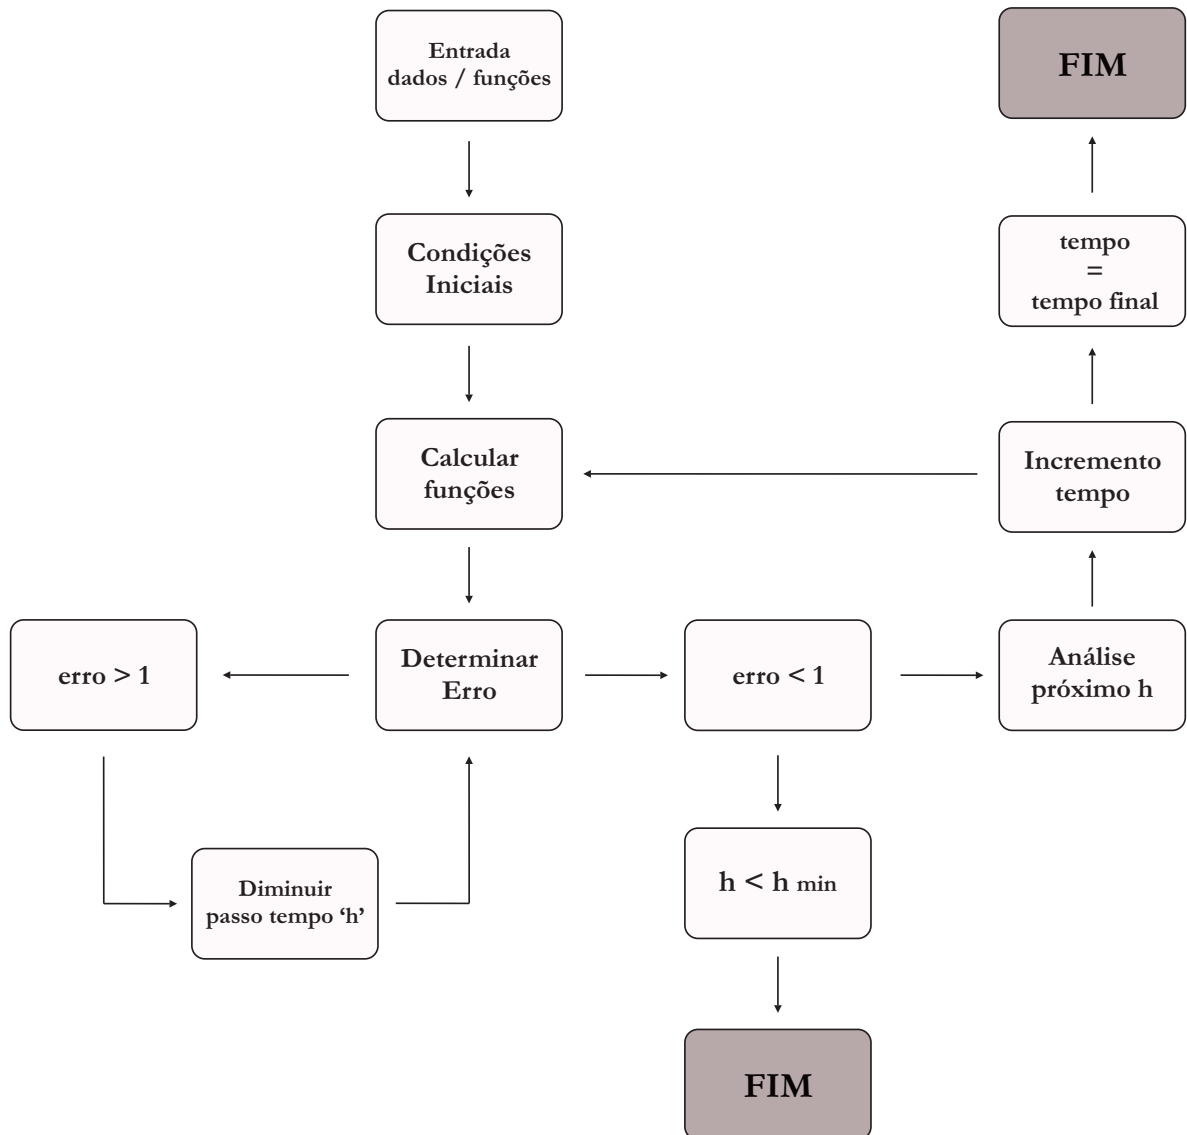 Entrada
dados / funções
FIM
Condições
Iniciais
tempo
=
tempo final
Calcular
funções
Incremento
tempo
erro > 1
Determinar
Erro
erro < 1
Análise
próximo h
Diminuir
passo tempo ‘h’
h < h min
FIM